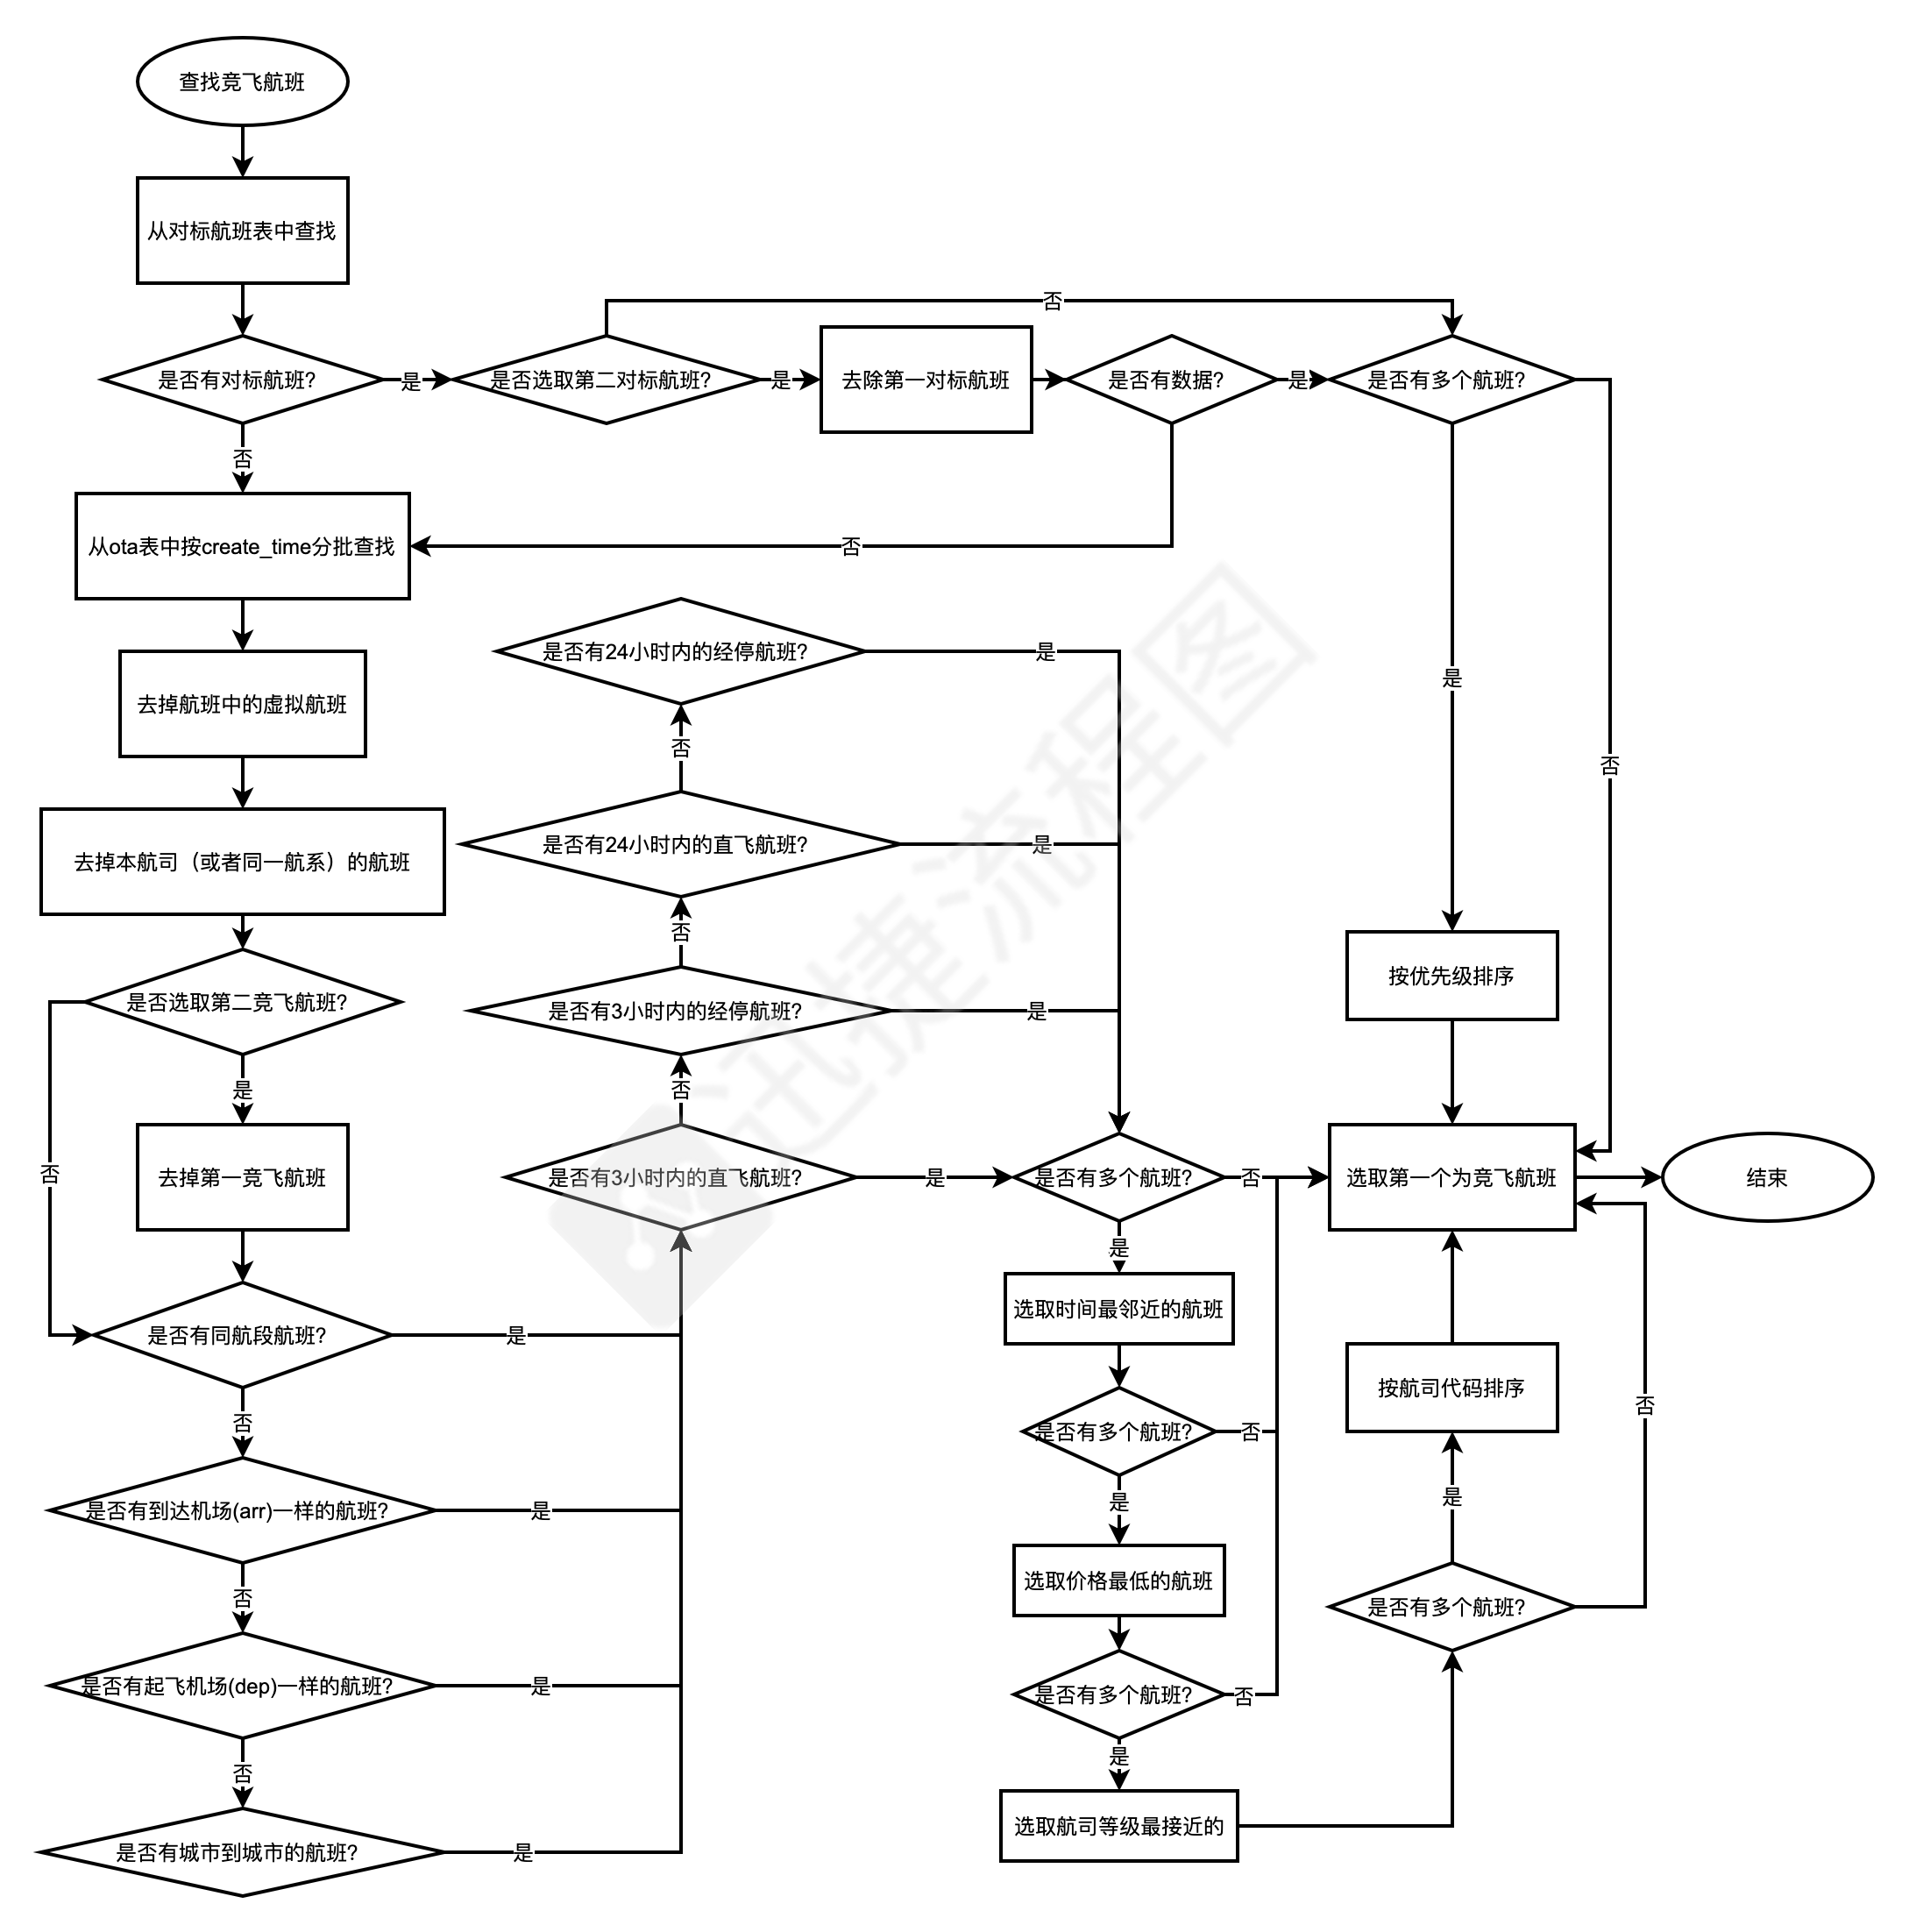 查找竞飞航班
从对标航班表中查找
否
是否有对标航班?
是
是否选取第二对标航班?
是
去除第一对标航班
是否有数据?
是
是否有多个航班?
否
从ota表中按create_time分批查找
否
去掉航班中的虚拟航班
去掉本航司（或者同一航系）的航班
是否选取第二竞飞航班?
是
否
去掉第一竞飞航班
是否有同航段航班?
是
否
是否有到达机场(arr)一样的航班?
是
否
是否有起飞机场(dep)一样的航班?
是
否
是否有城市到城市的航班?
是
是否有24小时内的经停航班?
是
否
是否有24小时内的直飞航班?
是
否
是否有3小时内的经停航班?
是
否
是否有3小时内的直飞航班?
是
是否有多个航班?
否
是
选取时间最邻近的航班
是否有多个航班?
否
是
选取价格最低的航班
是否有多个航班?
否
是
选取航司等级最接近的
是
否
按优先级排序
选取第一个为竞飞航班
结束
按航司代码排序
否
是
是否有多个航班?
迅捷流程图